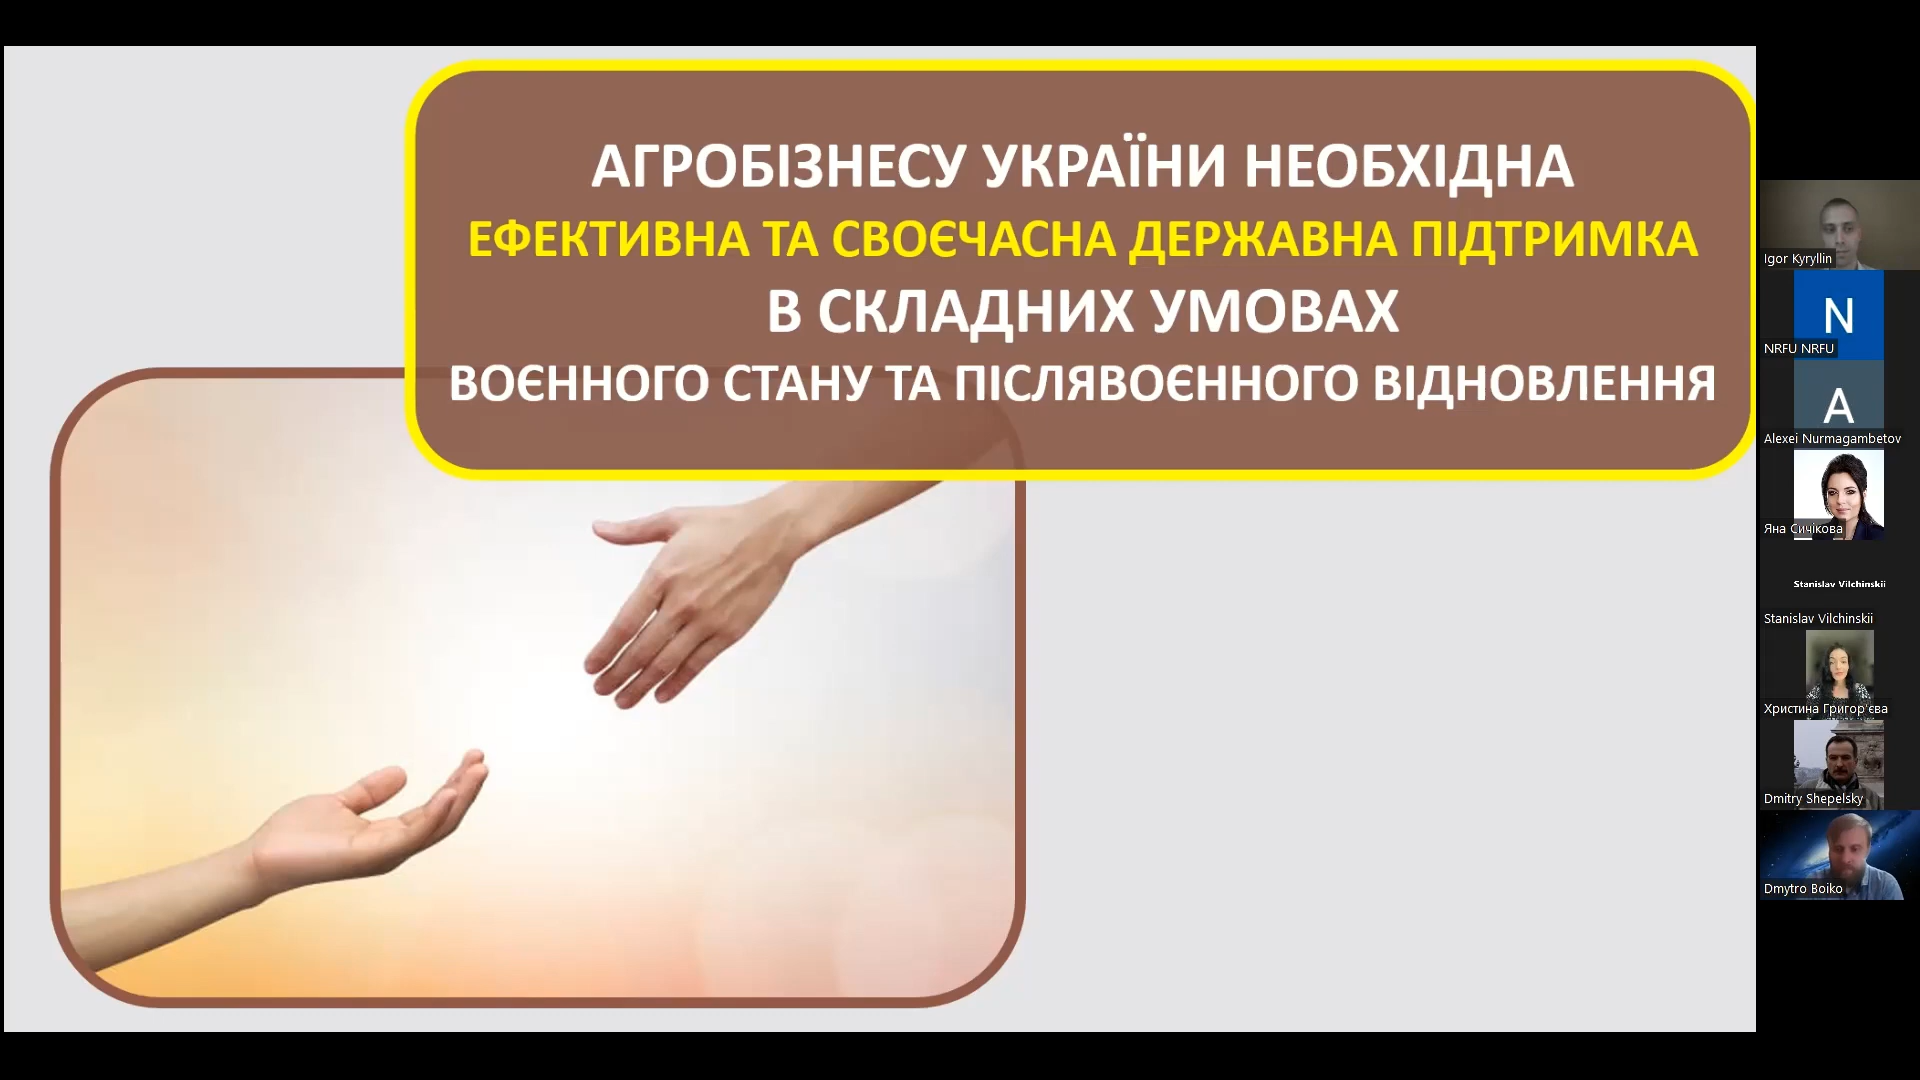 АГРОБІЗНЕСУ УКРАЇНИ НЕОБХІДНА
ЕФЕКТИВНА ТА СВОЄЧАСНА ДЕРЖАВНА ПІДТРИМКА
В СКЛАДНИХ УМОВАХ
ВОЄННОГО СТАНУ ТА ПІСЛЯВОЄННОГО ВІДНОВЛЕННЯ
Igor Kyryllin
N
NRFU NRFU
A
Alexei Nurmagambetov
Яна Сичікова
Stanislav Vilchinskii
Stanislav Vilchinskii
Христина Григор'єва
Dmitry Shepelsky
Dmytro Boiko